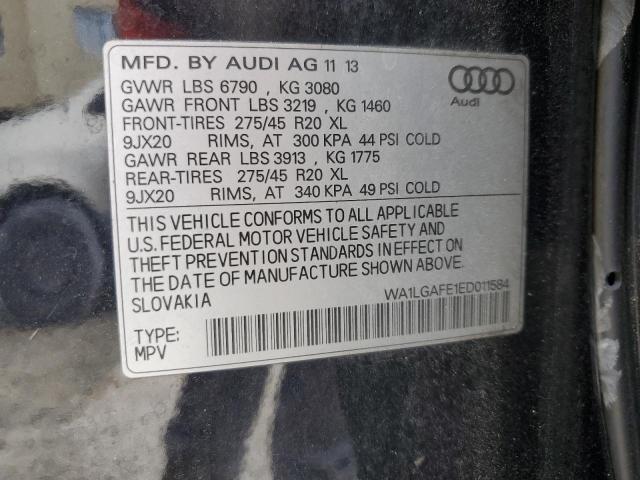 MFD. BY AUDI AG 11 13
GVWR LBS 6790 , KG 3080
GAWR FRONT LBS 3219 , KG 1460
FRONT-TIRES 275/45 R20 XL
9JX20 RIMS, AT 300 KPA 44 PSI COLD
GAWR REAR LBS 3913 , KG 1775
REAR-TIRES 275/45 R20 XL
9JX20 RIMS, AT 340 KPA 49 PSI COLD
Audi
THIS VEHICLE CONFORMS TO ALL APPLICABLE
U.S. FEDERAL MOTOR VEHICLE SAFETY AND
THEFT PREVENTION STANDARDS IN EFFECT ON
THE DATE OF MANUFACTURE SHOWN ABOVE.
SLOVAKIA
WA1LGAFE1ED011584
TYPE:
MPV